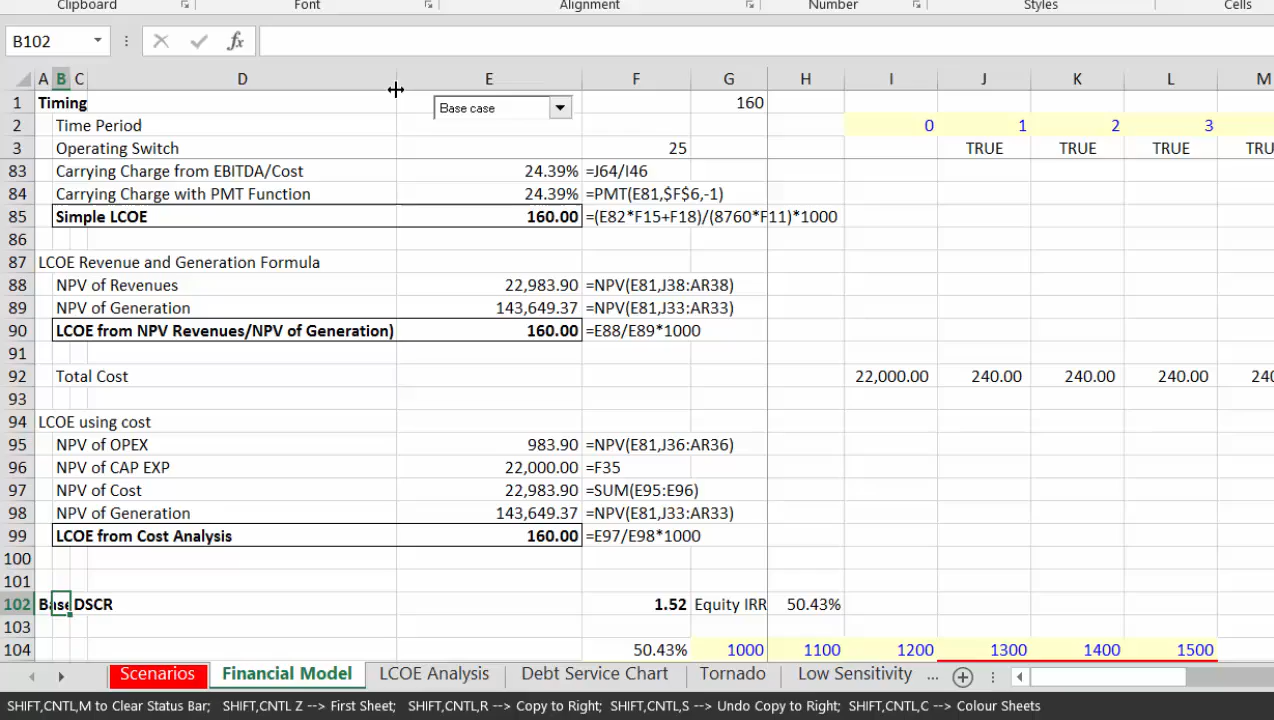 Clipboard Font Alignment Number Styles Cells
B102 fx
A B C D E F G H I J K L M
1 Timing Base case 160
2 Time Period 0 1 2 3
3 Operating Switch 25 TRUE TRUE TRUE TRU
83 Carrying Charge from EBITDA/Cost 24.39% =J64/I46
84 Carrying Charge with PMT Function 24.39% =PMT(E81,$F$6,-1)
85 Simple LCOE 160.00 =(E82*F15+F18)/(8760*F11)*1000
86
87 LCOE Revenue and Generation Formula
88 NPV of Revenues 22,983.90 =NPV(E81,J38:AR38)
89 NPV of Generation 143,649.37 =NPV(E81,J33:AR33)
90 LCOE from NPV Revenues/NPV of Generation) 160.00 =E88/E89*1000
91
92 Total Cost 22,000.00 240.00 240.00 240.00 240
93
94 LCOE using cost
95 NPV of OPEX 983.90 =NPV(E81,J36:AR36)
96 NPV of CAP EXP 22,000.00 =F35
97 NPV of Cost 22,983.90 =SUM(E95:E96)
98 NPV of Generation 143,649.37 =NPV(E81,J33:AR33)
99 LCOE from Cost Analysis 160.00 =E97/E98*1000
100
101
102 Base DSCR 1.52 Equity IRR 50.43%
103
104 50.43% 1000 1100 1200 1300 1400 1500
Scenarios Financial Model LCOE Analysis Debt Service Chart Tornado Low Sensitivity ...
SHIFT,CNTL,M to Clear Status Bar; SHIFT,CNTL Z --> First Sheet; SHIFT,CNTL,R --> Copy to Right; SHIFT,CNTL,S --> Undo Copy to Right; SHIFT,CNTL,C --> Colour Sheets